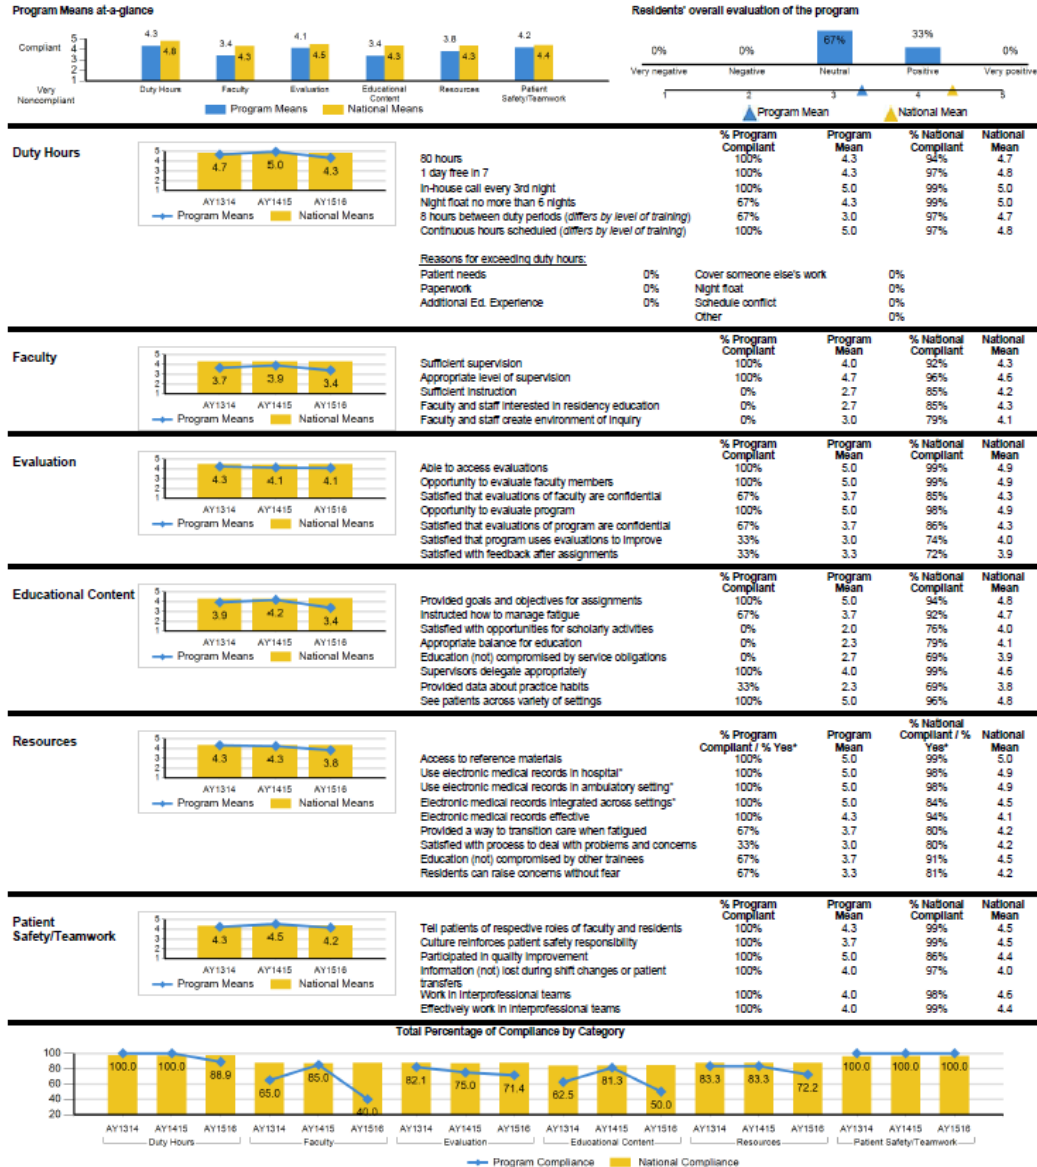 Program Means at-a-glance
Residents' overall evaluation of the program
Compliant
Very Noncompliant
5
4
3
2
1
4.3 4.8 3.4 4.3 4.1 4.5 3.4 4.3 3.8 4.3 4.2 4.4
Duty Hours Faculty Evaluation Educational Content Resources Patient Safety/Teamwork
Program Means National Means
0% 0% 67% 33% 0%
Very negative Negative Neutral Positive Very positive
1 2 3 4 5
Program Mean National Mean
Duty Hours
5
4
3
2
1
4.7 5.0 4.3
AY1314 AY1415 AY1516
Program Means National Means
% Program Compliant Program Mean % National Compliant National Mean
80 hours 100% 4.3 94% 4.7
1 day free in 7 100% 4.3 97% 4.8
In-house call every 3rd night 100% 5.0 99% 5.0
Night float no more than 6 nights 67% 4.3 99% 5.0
8 hours between duty periods (differs by level of training) 67% 3.0 97% 4.7
Continuous hours scheduled (differs by level of training) 100% 5.0 97% 4.8
Reasons for exceeding duty hours:
Patient needs 0% Cover someone else's work 0%
Paperwork 0% Night float 0%
Additional Ed. Experience 0% Schedule conflict 0%
Other 0%
Faculty
5
4
3
2
1
3.7 3.9 3.4
AY1314 AY1415 AY1516
Program Means National Means
% Program Compliant Program Mean % National Compliant National Mean
Sufficient supervision 100% 4.0 92% 4.3
Appropriate level of supervision 100% 4.7 96% 4.6
Sufficient instruction 0% 2.7 85% 4.2
Faculty and staff interested in residency education 0% 2.7 85% 4.3
Faculty and staff create environment of inquiry 0% 3.0 79% 4.1
Evaluation
5
4
3
2
1
4.3 4.1 4.1
AY1314 AY1415 AY1516
Program Means National Means
% Program Compliant Program Mean % National Compliant National Mean
Able to access evaluations 100% 5.0 99% 4.9
Opportunity to evaluate faculty members 100% 5.0 99% 4.9
Satisfied that evaluations of faculty are confidential 67% 3.7 85% 4.3
Opportunity to evaluate program 100% 5.0 98% 4.9
Satisfied that evaluations of program are confidential 67% 3.7 86% 4.3
Satisfied that program uses evaluations to improve 33% 3.0 74% 4.0
Satisfied with feedback after assignments 33% 3.3 72% 3.9
Educational Content
5
4
3
2
1
3.9 4.2 3.4
AY1314 AY1415 AY1516
Program Means National Means
% Program Compliant Program Mean % National Compliant National Mean
Provided goals and objectives for assignments 100% 5.0 94% 4.8
Instructed how to manage fatigue 67% 3.7 92% 4.7
Satisfied with opportunities for scholarly activities 0% 2.0 76% 4.0
Appropriate balance for education 0% 2.3 79% 4.1
Education (not) compromised by service obligations 0% 2.7 69% 3.9
Supervisors delegate appropriately 100% 4.0 99% 4.6
Provided data about practice habits 33% 2.3 69% 3.8
See patients across variety of settings 100% 5.0 96% 4.8
Resources
5
4
3
2
1
4.3 4.3 3.8
AY1314 AY1415 AY1516
Program Means National Means
% Program Compliant / % Yes* Program Mean % National Compliant / % Yes* National Mean
Access to reference materials 100% 5.0 99% 5.0
Use electronic medical records in hospital* 100% 5.0 98% 4.9
Use electronic medical records in ambulatory setting* 100% 5.0 98% 4.9
Electronic medical records integrated across settings* 100% 5.0 84% 4.5
Electronic medical records effective 100% 4.3 94% 4.1
Provided a way to transition care when fatigued 67% 3.7 80% 4.2
Satisfied with process to deal with problems and concerns 33% 3.0 80% 4.2
Education (not) compromised by other trainees 67% 3.7 91% 4.5
Residents can raise concerns without fear 67% 3.3 81% 4.2
Patient Safety/Teamwork
5
4
3
2
1
4.3 4.5 4.2
AY1314 AY1415 AY1516
Program Means National Means
% Program Compliant Program Mean % National Compliant National Mean
Tell patients of respective roles of faculty and residents 100% 4.3 99% 4.5
Culture reinforces patient safety responsibility 100% 3.7 99% 4.5
Participated in quality improvement 100% 5.0 86% 4.4
Information (not) lost during shift changes or patient transfers 100% 4.0 97% 4.0
Work in interprofessional teams 100% 4.0 98% 4.6
Effectively work in interprofessional teams 100% 4.0 99% 4.4
Total Percentage of Compliance by Category
100
80
60
40
20
100.0 100.0 88.9 65.0 85.0 40.0 82.1 75.0 71.4 62.5 81.3 50.0 83.3 83.3 72.2 100.0 100.0 100.0
AY1314 AY1415 AY1516 AY1314 AY1415 AY1516 AY1314 AY1415 AY1516 AY1314 AY1415 AY1516 AY1314 AY1415 AY1516 AY1314 AY1415 AY1516
Duty Hours Faculty Evaluation Educational Content Resources Patient Safety/Teamwork
Program Compliance National Compliance